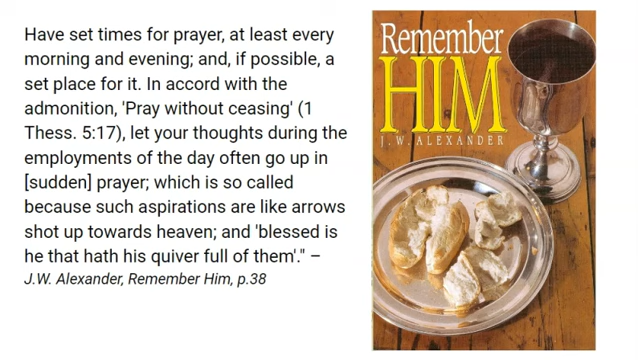 Have set times for prayer, at least every
morning and evening; and, if possible, a
set place for it. In accord with the
admonition, 'Pray without ceasing' (1
Thess. 5:17), let your thoughts during the
employments of the day often go up in
[sudden] prayer; which is so called
because such aspirations are like arrows
shot up towards heaven; and 'blessed is
he that hath his quiver full of them'." –
J.W. Alexander, Remember Him, p.38
Remember
HIM
J. W. ALEXANDER